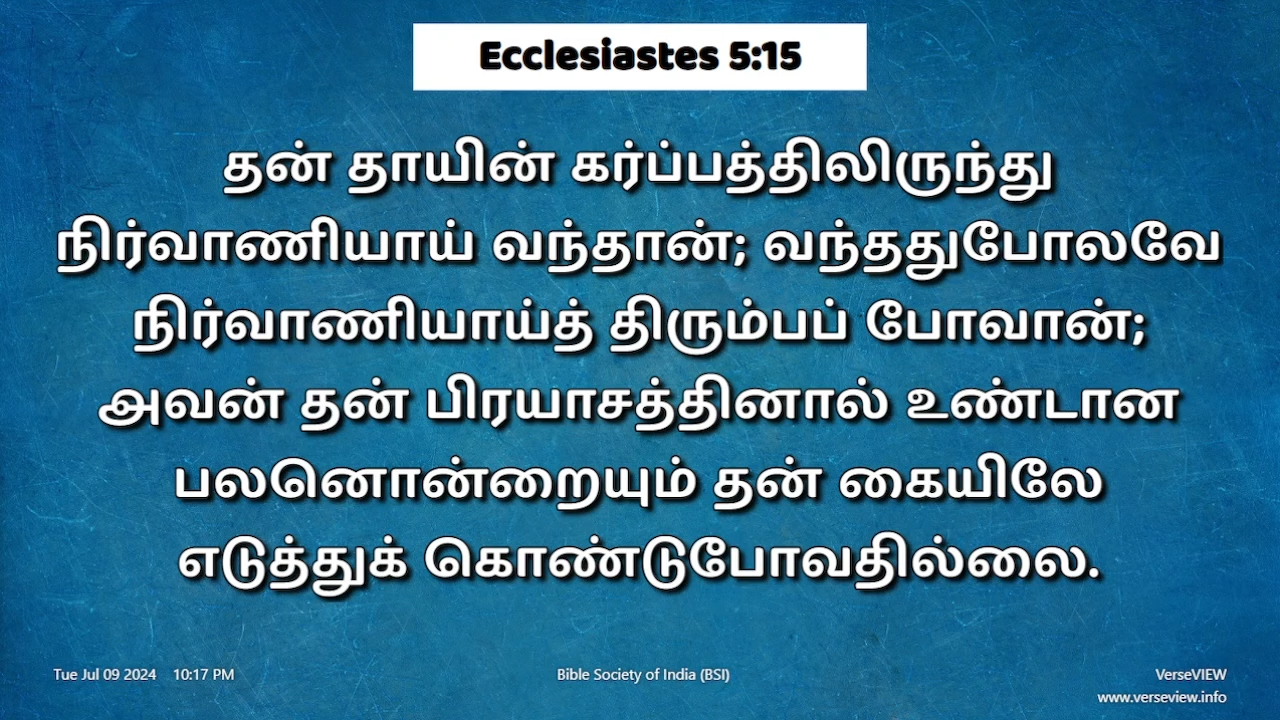 Ecclesiastes 5:15
தன் தாயின் கர்ப்பத்திலிருந்து
நிர்வாணியாய் வந்தான்; வந்ததுபோலவே
நிர்வாணியாய்த் திரும்பப் போவான்;
அவன் தன் பிரயாசத்தினால் உண்டான
பலனொன்றையும் தன் கையிலே
எடுத்துக் கொண்டுபோவதில்லை.
Tue Jul 09 2024 10:17 PM
Bible Society of India (BSI)
VerseVIEW
www.verseview.info